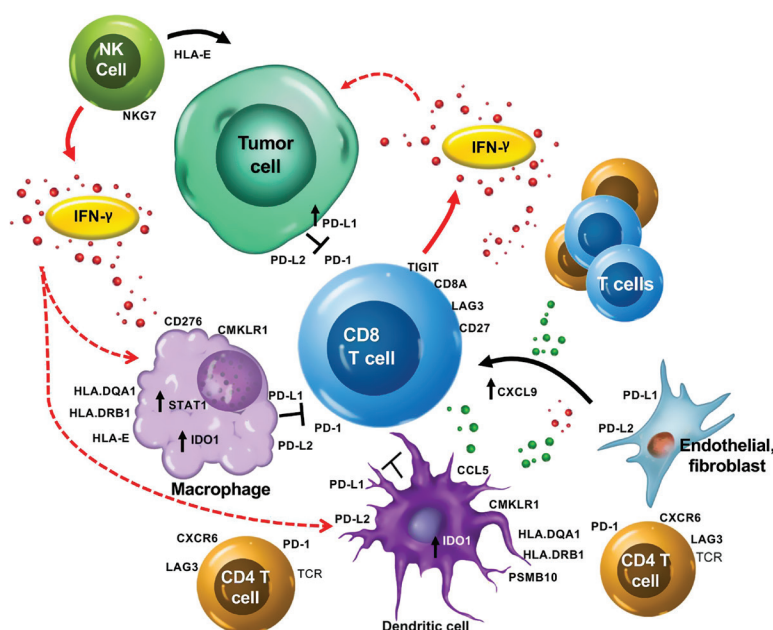 NK
Cell
HLA-E
NKG7
IFN-γ
Tumor
cell
PD-L1
PD-L2
PD-1
IFN-γ
T cells
TIGIT
CD8A
LAG3
CD27
CD8
T cell
CD276
CMKLR1
HLA.DQA1
HLA.DRB1
HLA-E
STAT1
IDO1
PD-L1
PD-1
PD-L2
Macrophage
CXCL9
PD-L1
PD-L2
Endothelial,
fibroblast
PD-L1
PD-L2
CCL5
CMKLR1
HLA.DQA1
HLA.DRB1
PSMB10
IDO1
Dendritic cell
CXCR6
PD-1
LAG3
TCR
CD4 T
cell
PD-1
CXCR6
LAG3
TCR
CD4 T
cell